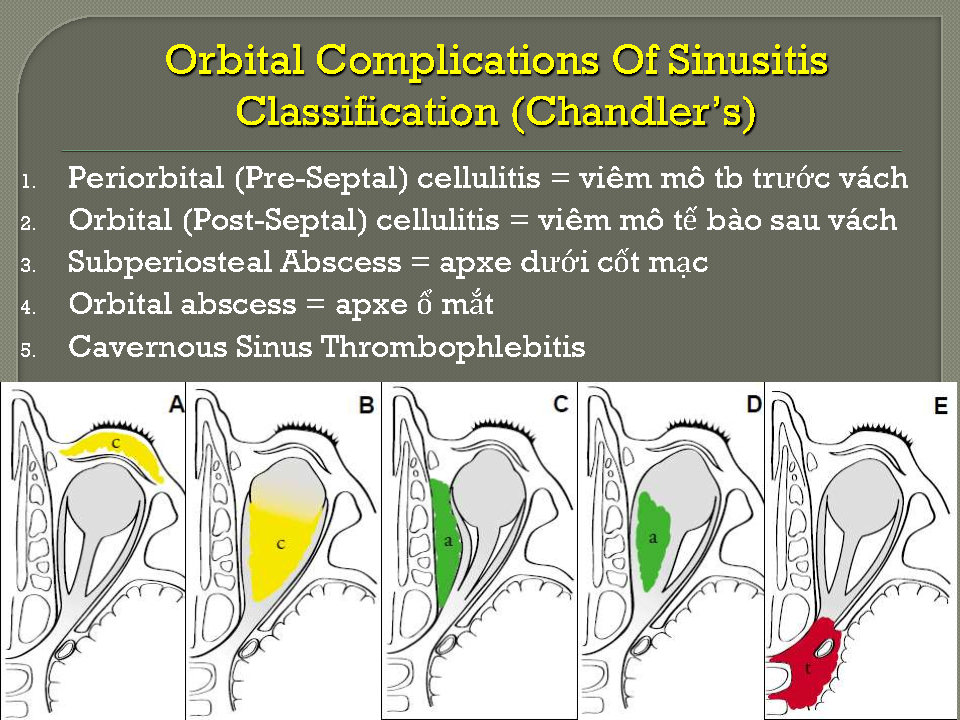 Orbital Complications Of Sinusitis
Classification (Chandler's)
1. Periorbital (Pre-Septal) cellulitis = viêm mô tb trước vách
2. Orbital (Post-Septal) cellulitis = viêm mô tế bào sau vách
3. Subperiosteal Abscess = apxe dưới cốt mạc
4. Orbital abscess = apxe ổ mắt
5. Cavernous Sinus Thrombophlebitis
A
c
B
c
C
a
D
a
E
t